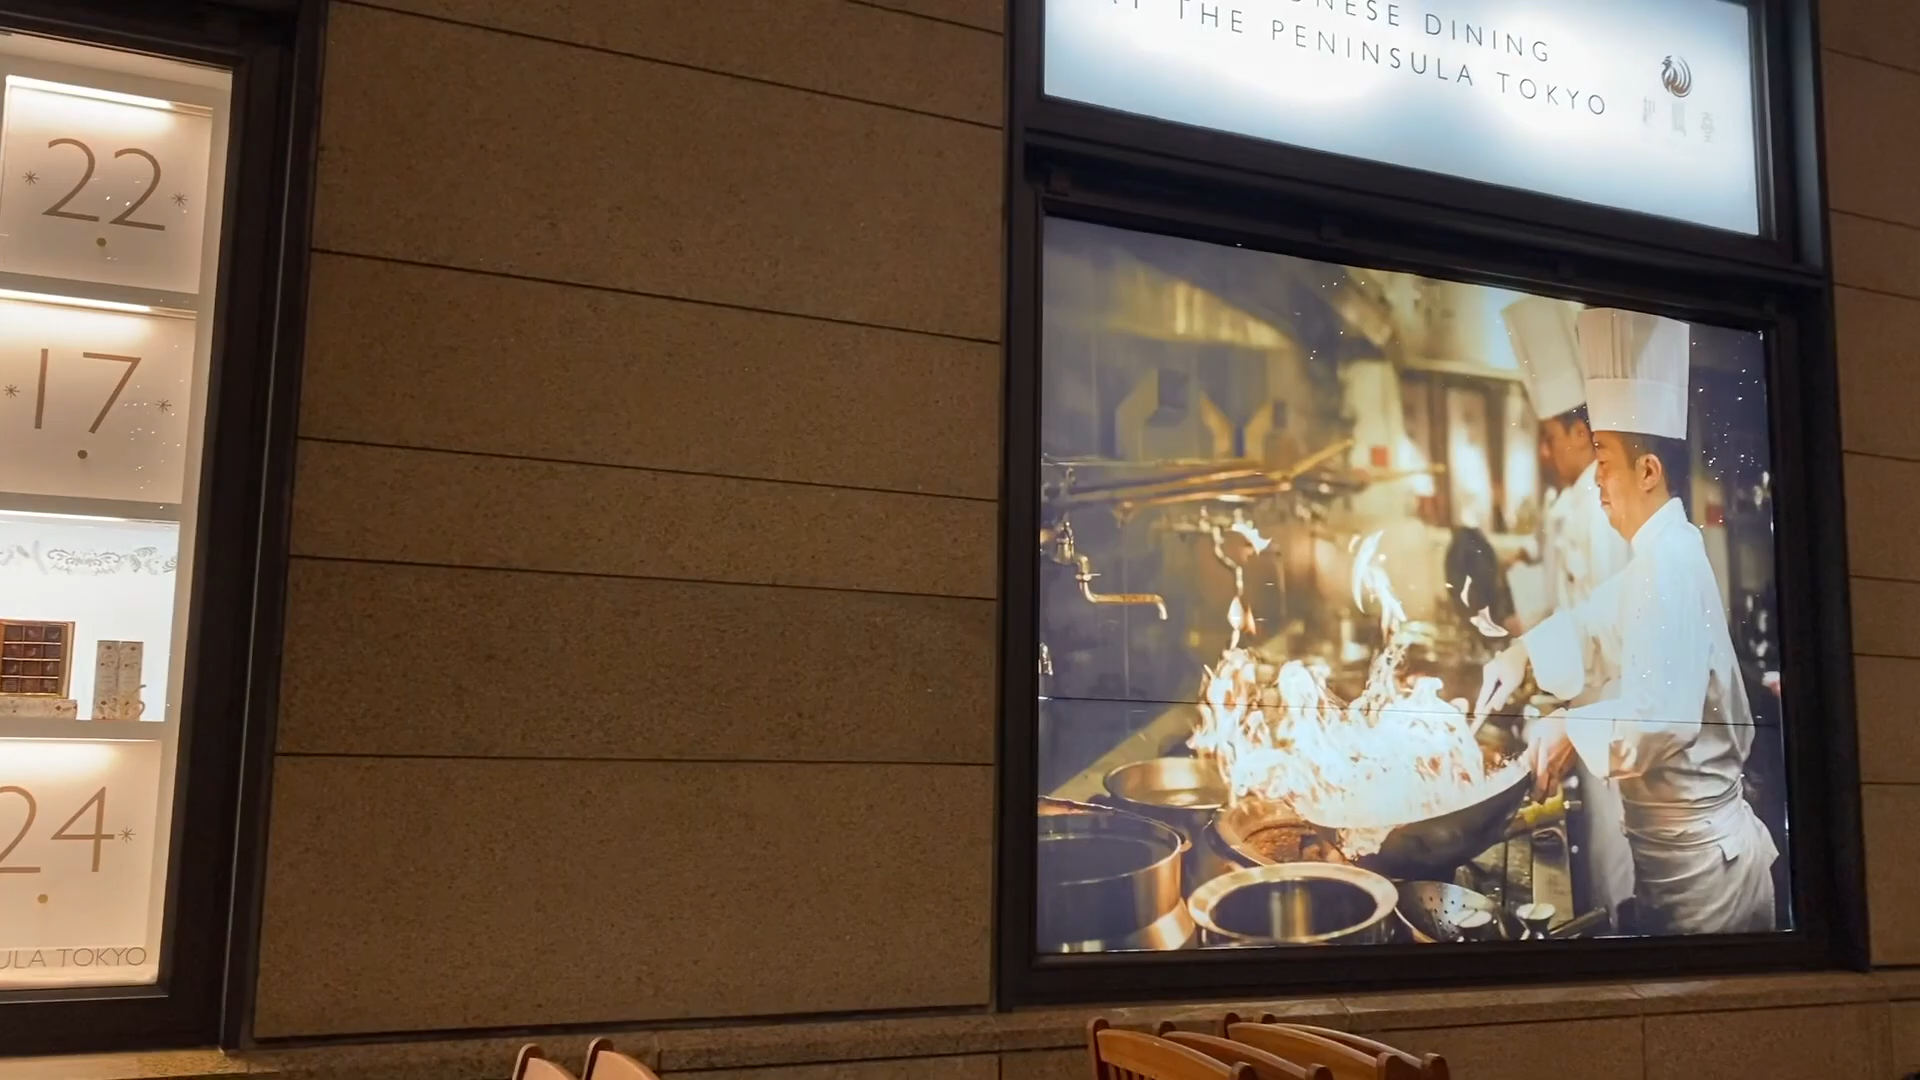 22
17
24
ULA TOKYO
NESE DINING
THE PENINSULA TOKYO